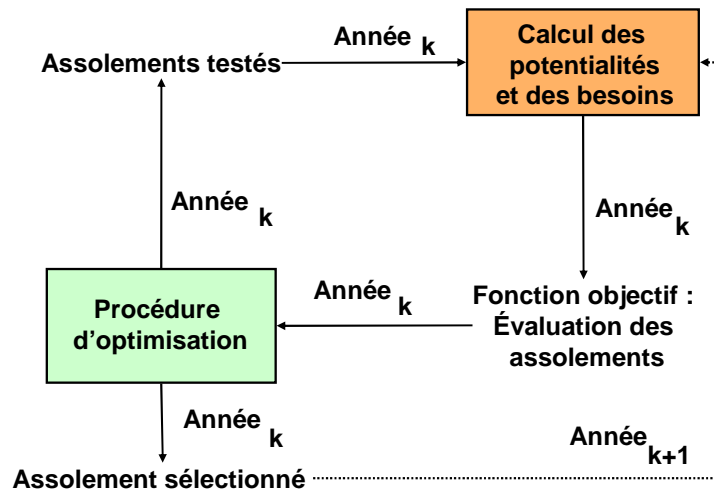 Année k
Calcul des
potentialités
et des besoins
Assolements testés
Année k
Année k
Procédure
d'optimisation
Année k
Fonction objectif :
Évaluation des
assolements
Année k
Année k+1
Assolement sélectionné